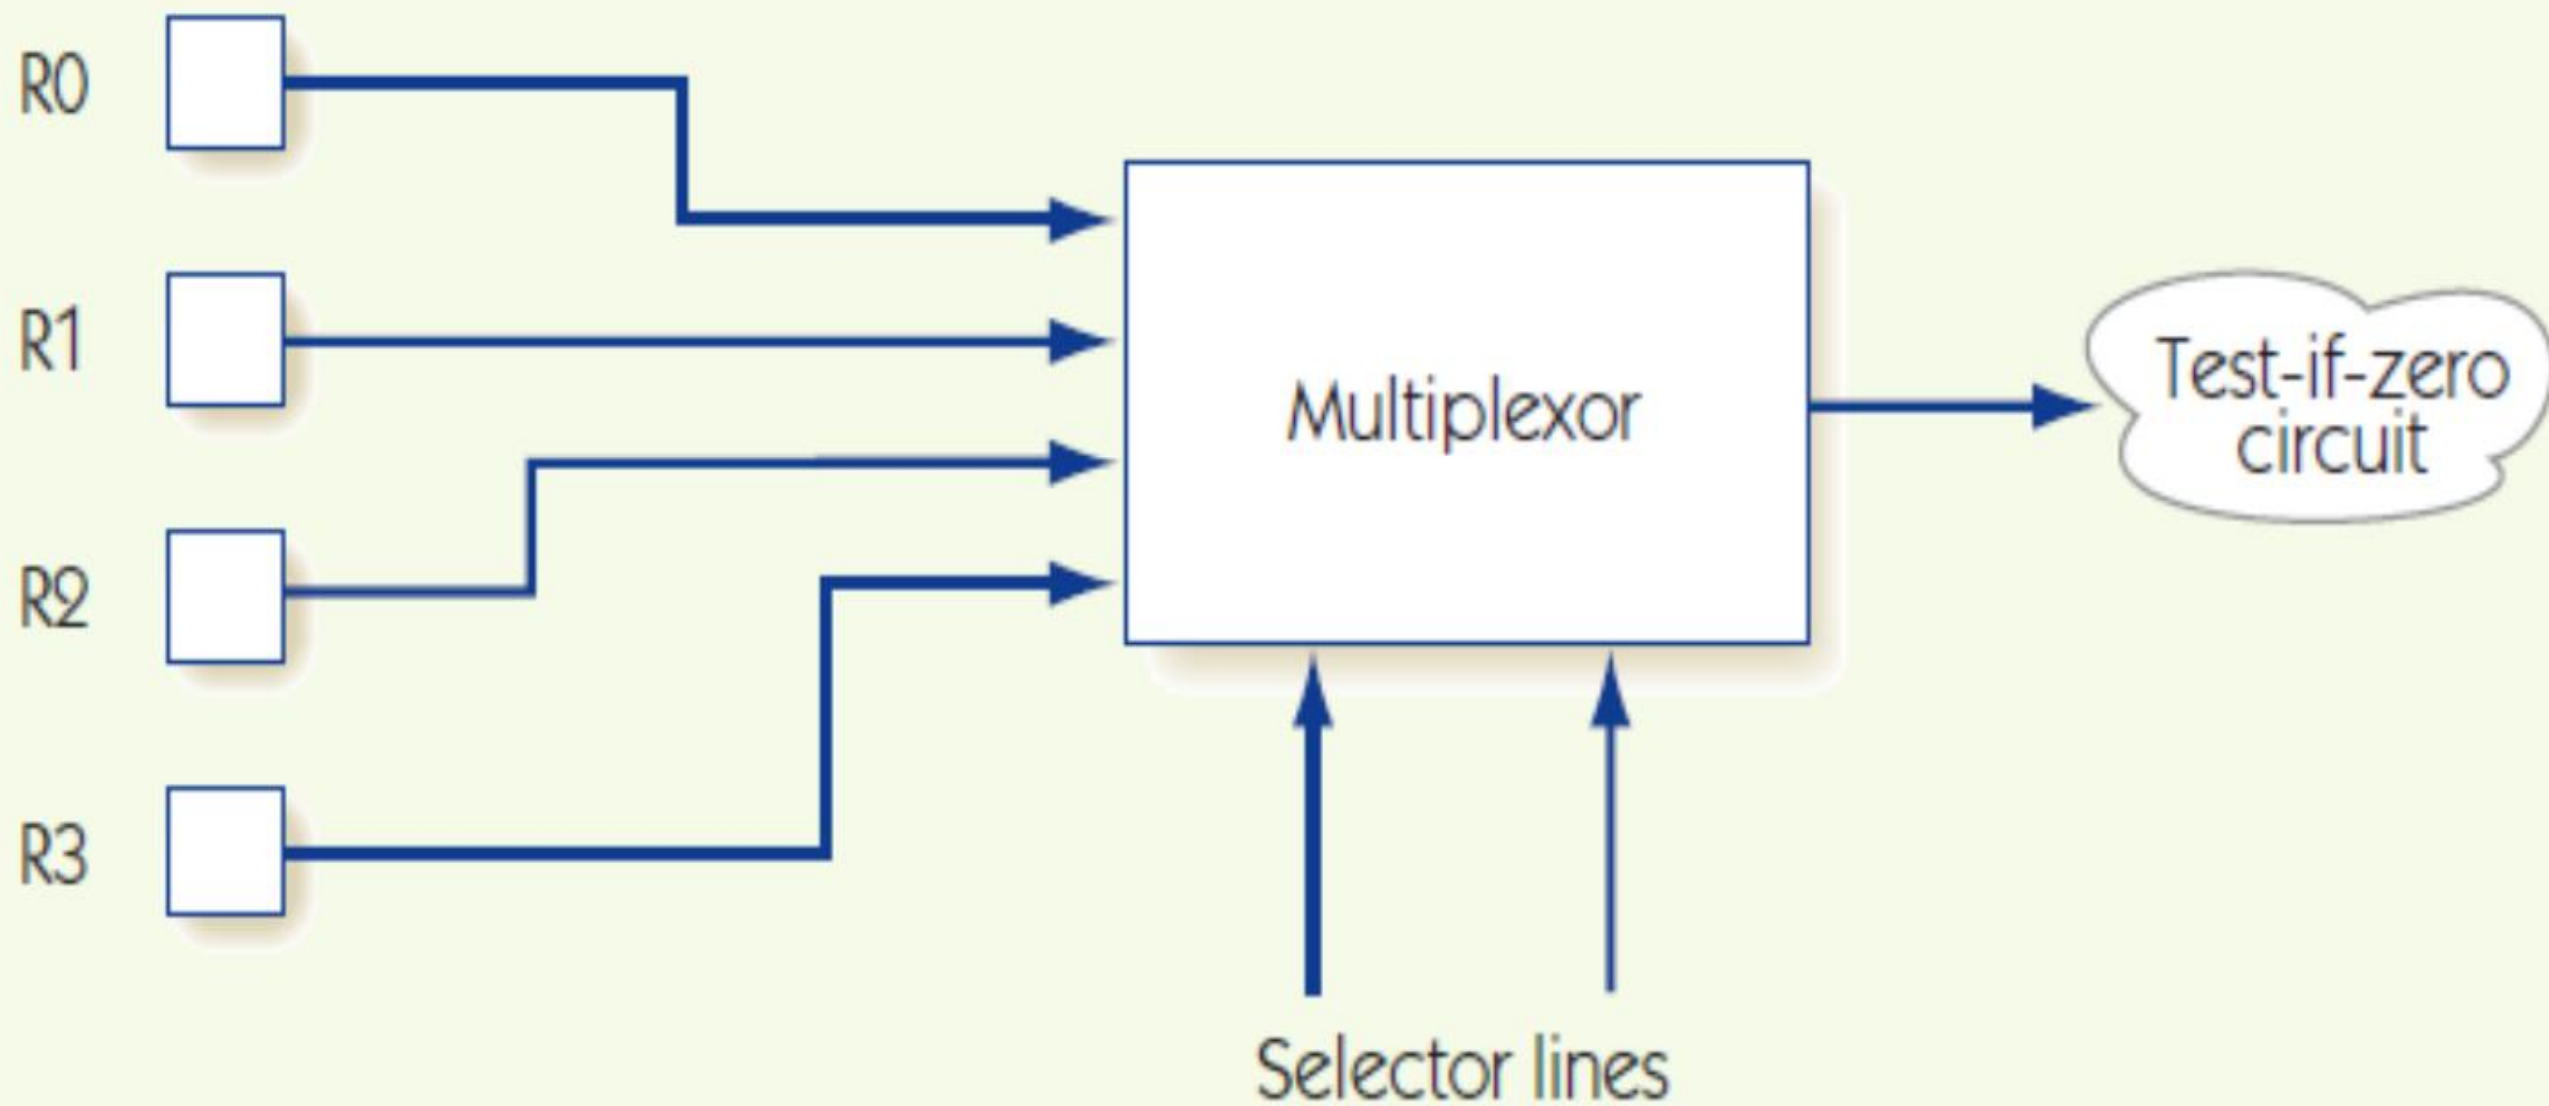 R0
R1
R2
R3
Multiplexor
Test-if-zero
circuit
Selector lines